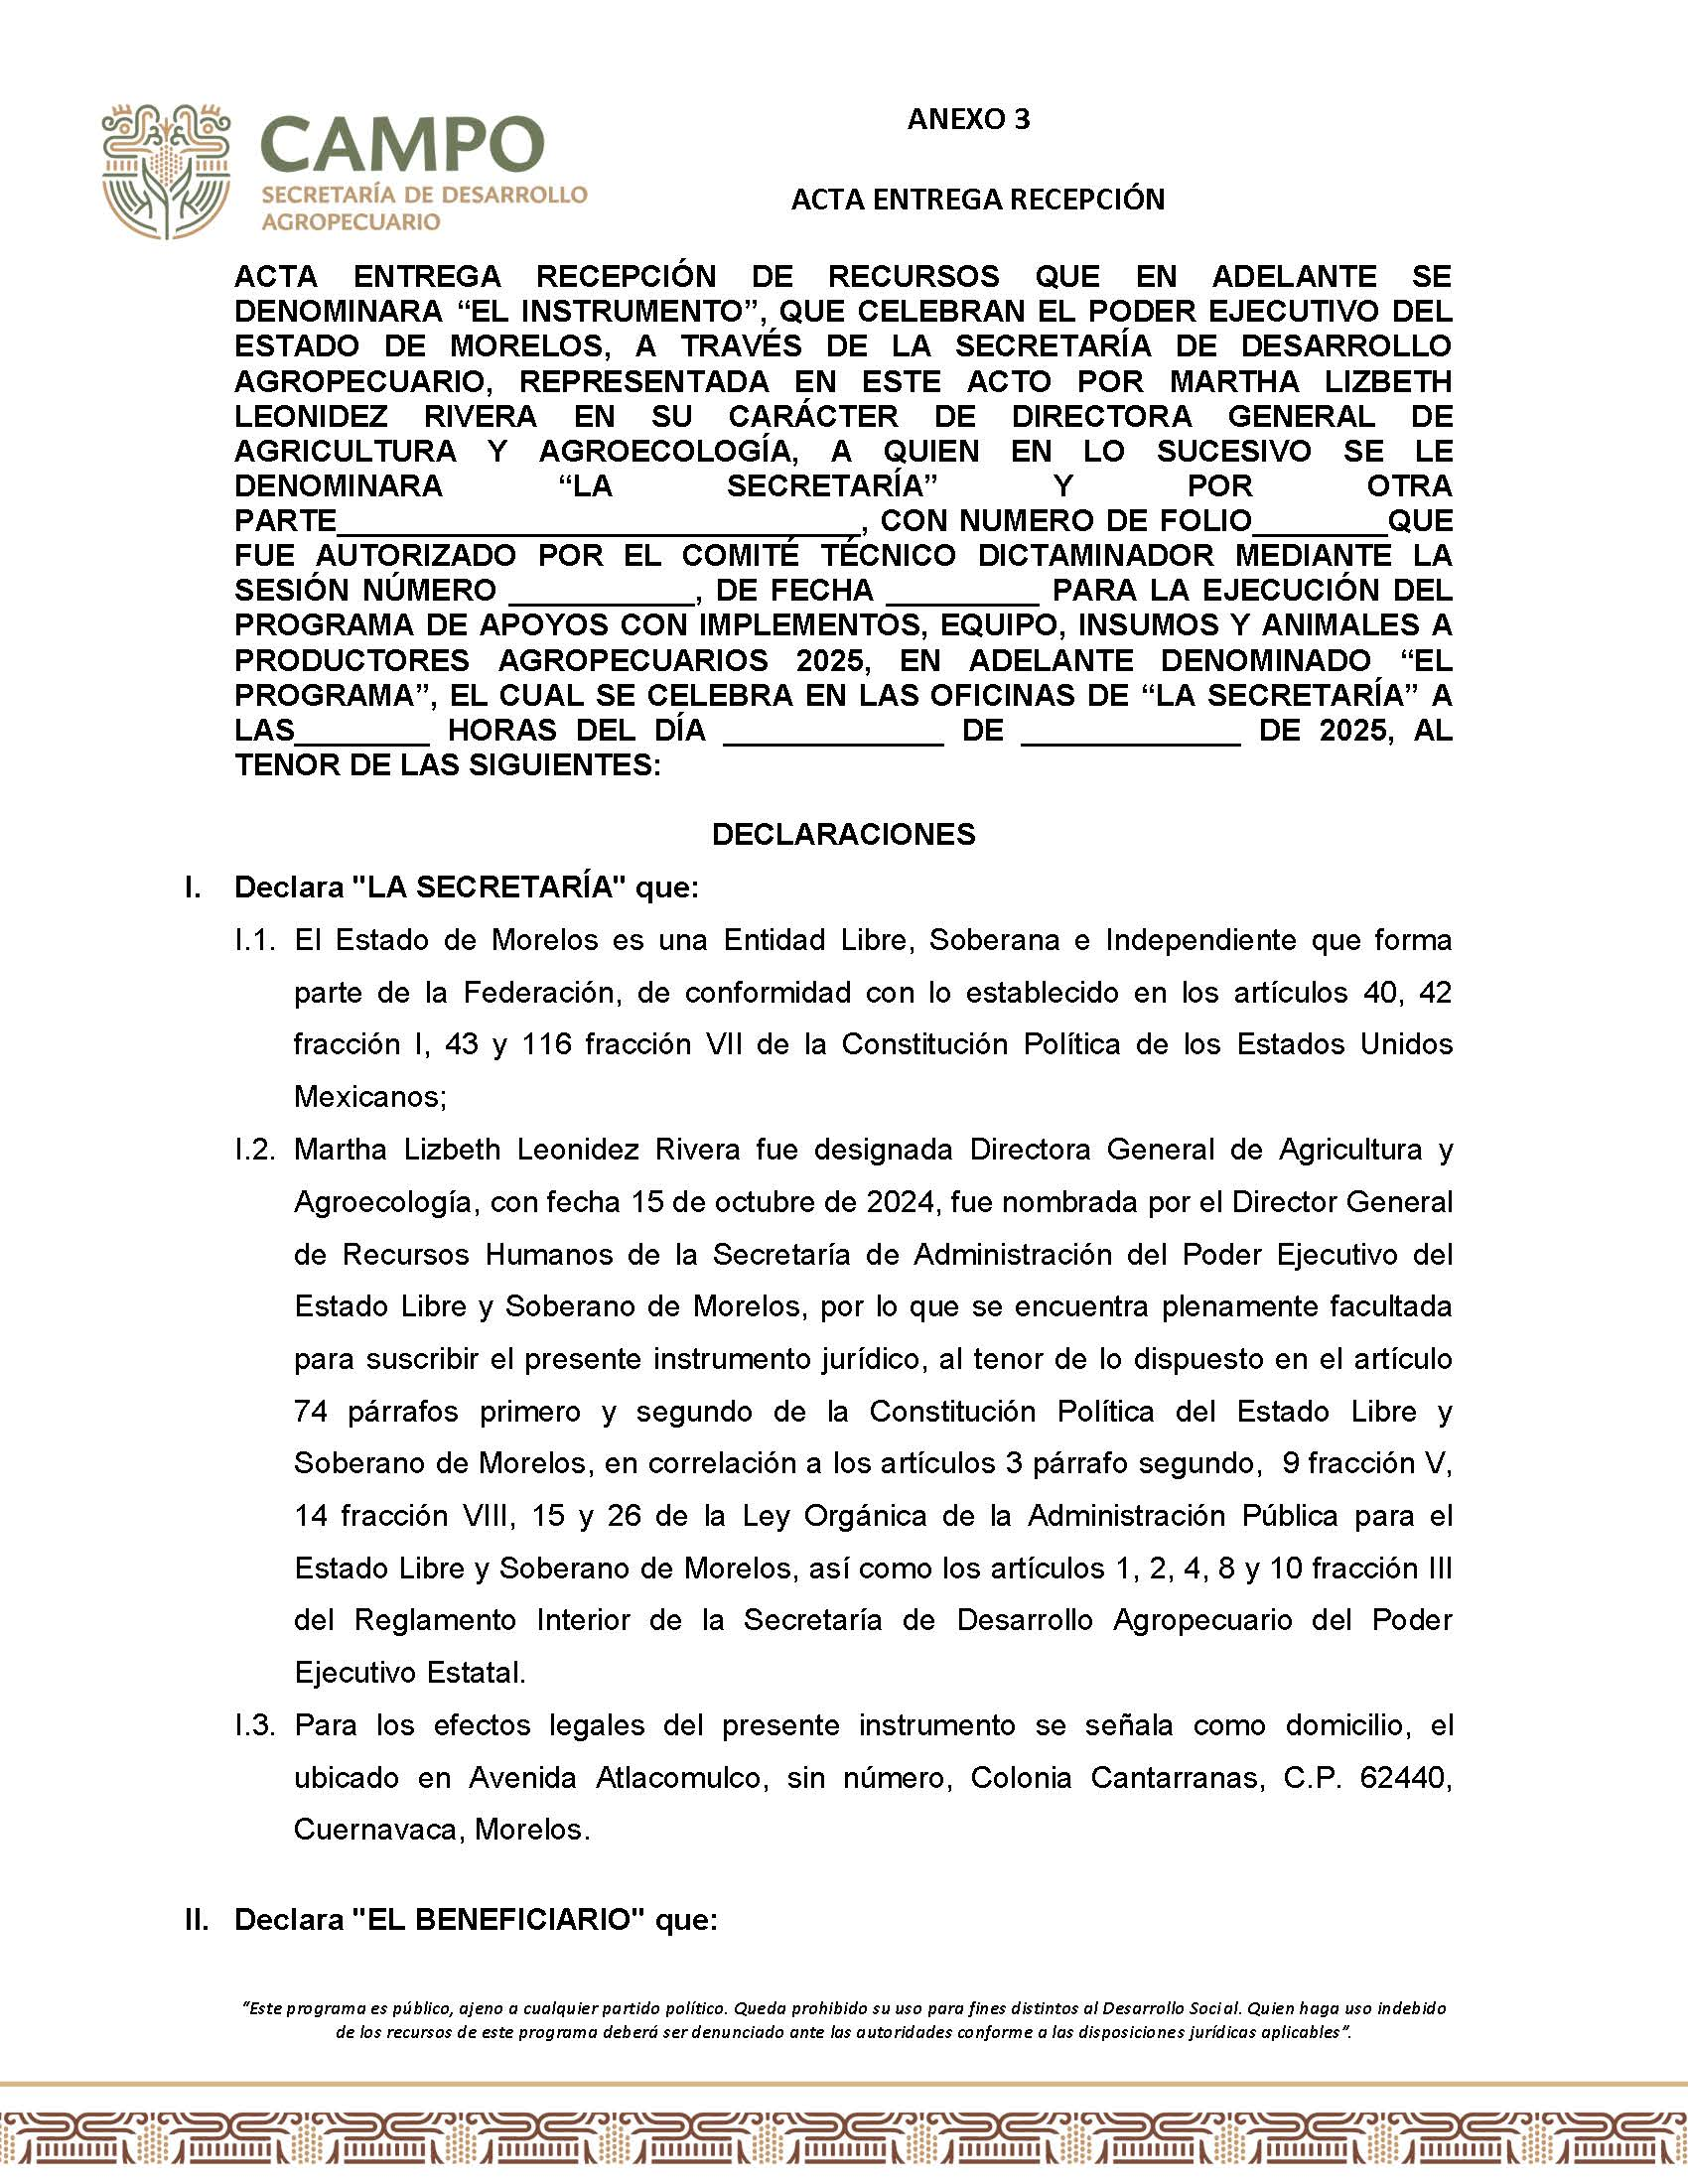 ANEXO 3
CAMPO
SECRETARÍA DE DESARROLLO
AGROPECUARIO
ACTA ENTREGA RECEPCIÓN
ACTA ENTREGA RECEPCIÓN DE RECURSOS QUE EN ADELANTE SE
DENOMINARA “EL INSTRUMENTO”, QUE CELEBRAN EL PODER EJECUTIVO DEL
ESTADO DE MORELOS, A TRAVÉS DE LA SECRETARÍA DE DESARROLLO
AGROPECUARIO, REPRESENTADA EN ESTE ACTO POR MARTHA LIZBETH
LEONIDEZ RIVERA EN SU CARÁCTER DE DIRECTORA GENERAL DE
AGRICULTURA Y AGROECOLOGÍA, A QUIEN EN LO SUCESIVO SE LE
DENOMINARA “LA SECRETARÍA” Y POR OTRA
PARTE_______________________________, CON NUMERO DE FOLIO________QUE
FUE AUTORIZADO POR EL COMITÉ TÉCNICO DICTAMINADOR MEDIANTE LA
SESIÓN NÚMERO ___________, DE FECHA _________ PARA LA EJECUCIÓN DEL
PROGRAMA DE APOYOS CON IMPLEMENTOS, EQUIPO, INSUMOS Y ANIMALES A
PRODUCTORES AGROPECUARIOS 2025, EN ADELANTE DENOMINADO “EL
PROGRAMA”, EL CUAL SE CELEBRA EN LAS OFICINAS DE “LA SECRETARÍA” A
LAS________ HORAS DEL DÍA _____________ DE _____________ DE 2025, AL
TENOR DE LAS SIGUIENTES:
DECLARACIONES
I. Declara "LA SECRETARÍA" que:
I.1. El Estado de Morelos es una Entidad Libre, Soberana e Independiente que forma
parte de la Federación, de conformidad con lo establecido en los artículos 40, 42
fracción I, 43 y 116 fracción VII de la Constitución Política de los Estados Unidos
Mexicanos;
I.2. Martha Lizbeth Leonidez Rivera fue designada Directora General de Agricultura y
Agroecología, con fecha 15 de octubre de 2024, fue nombrada por el Director General
de Recursos Humanos de la Secretaría de Administración del Poder Ejecutivo del
Estado Libre y Soberano de Morelos, por lo que se encuentra plenamente facultada
para suscribir el presente instrumento jurídico, al tenor de lo dispuesto en el artículo
74 párrafos primero y segundo de la Constitución Política del Estado Libre y
Soberano de Morelos, en correlación a los artículos 3 párrafo segundo, 9 fracción V,
14 fracción VIII, 15 y 26 de la Ley Orgánica de la Administración Pública para el
Estado Libre y Soberano de Morelos, así como los artículos 1, 2, 4, 8 y 10 fracción III
del Reglamento Interior de la Secretaría de Desarrollo Agropecuario del Poder
Ejecutivo Estatal.
I.3. Para los efectos legales del presente instrumento se señala como domicilio, el
ubicado en Avenida Atlacomulco, sin número, Colonia Cantarranas, C.P. 62440,
Cuernavaca, Morelos.
II. Declara "EL BENEFICIARIO" que:
“Este programa es público, ajeno a cualquier partido político. Queda prohibido su uso para fines distintos al Desarrollo Social. Quien haga uso indebido
de los recursos de este programa deberá ser denunciado ante las autoridades conforme a las disposiciones jurídicas aplicables”.